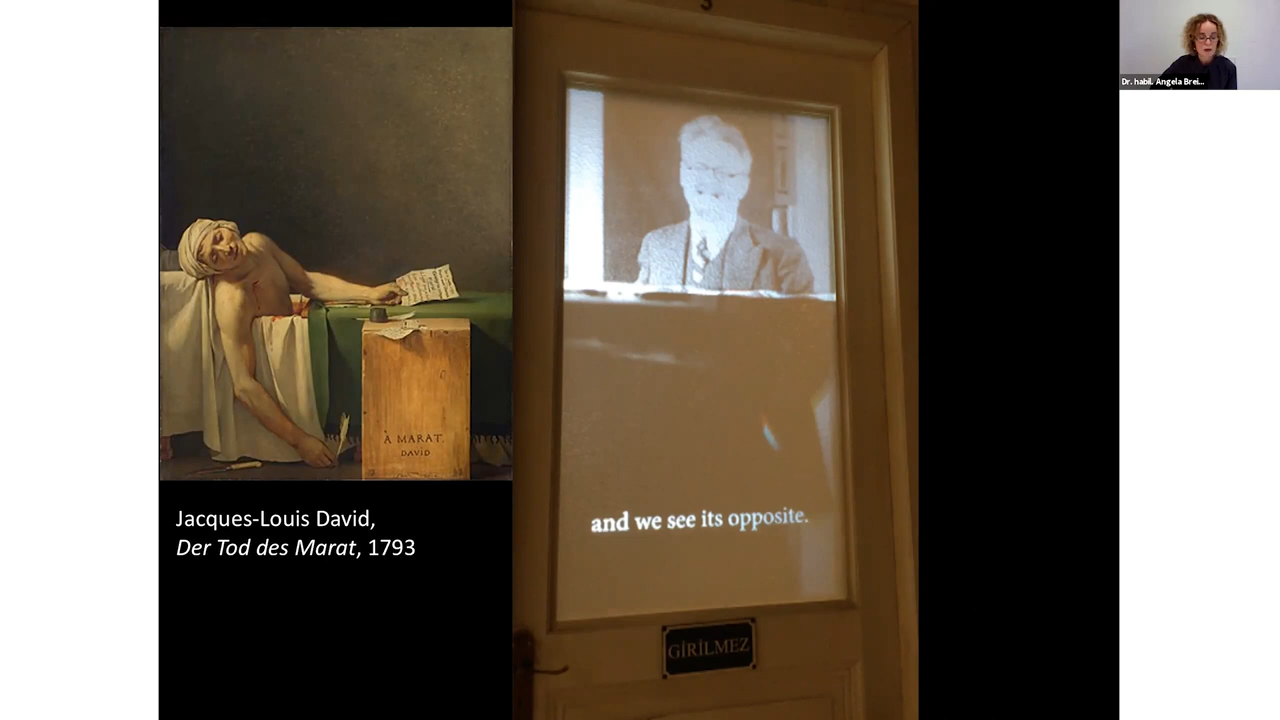 À MARAT.
DAVID
Jacques-Louis David,
Der Tod des Marat, 1793
3
and we see its opposite.
GİRİLMEZ
Dr. habil. Angela Brei...